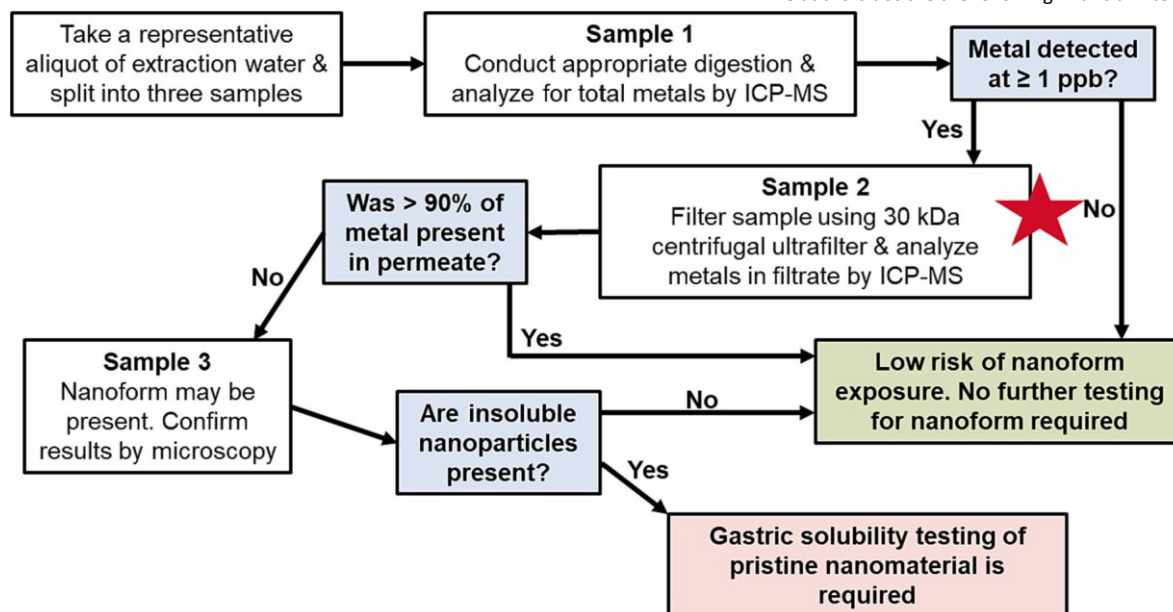 Take a representative
aliquot of extraction water &
split into three samples
Sample 1
Conduct appropriate digestion &
analyze for total metals by ICP-MS
Metal detected
at ≥ 1 ppb?
Yes
No
Sample 2
Filter sample using 30 kDa
centrifugal ultrafilter & analyze
metals in filtrate by ICP-MS
Was > 90% of
metal present
in permeate?
No
Yes
Sample 3
Nanoform may be
present. Confirm
results by microscopy
Are insoluble
nanoparticles
present?
No
Yes
Low risk of nanoform
exposure. No further testing
for nanoform required
Gastric solubility testing of
pristine nanomaterial is
required